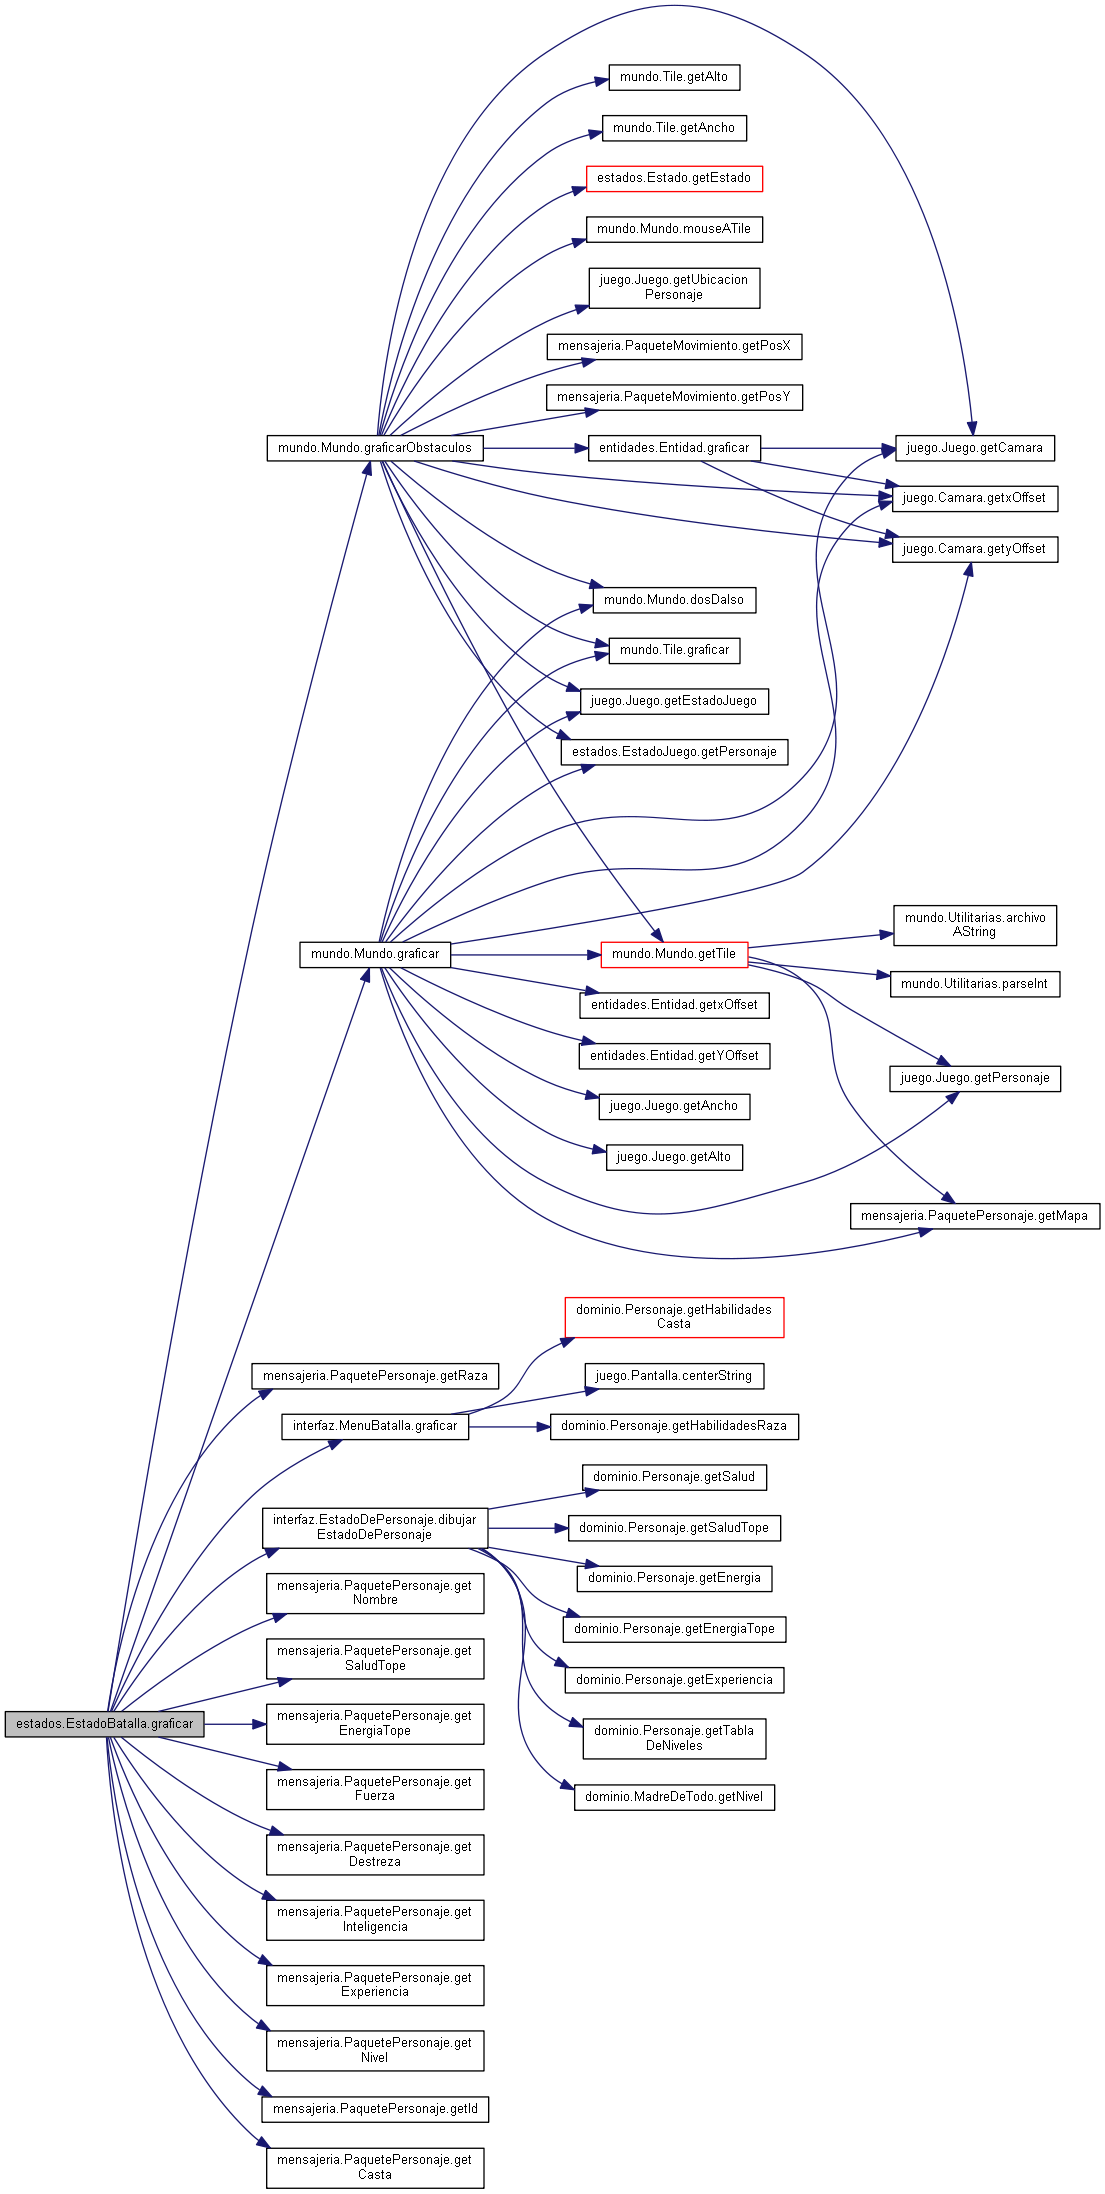 mundo.Tile.getAlto
mundo.Tile.getAncho
estados.Estado.getEstado
mundo.Mundo.mouseATile
juego.Juego.getUbicacion
Personaje
mensajeria.PaqueteMovimiento.getPosX
mensajeria.PaqueteMovimiento.getPosY
mundo.Mundo.graficarObstaculos
entidades.Entidad.graficar
juego.Juego.getCamara
juego.Camara.getxOffset
juego.Camara.getyOffset
mundo.Mundo.dosDaIso
mundo.Tile.graficar
juego.Juego.getEstadoJuego
estados.EstadoJuego.getPersonaje
mundo.Utilitarias.archivo
AString
mundo.Mundo.graficar
mundo.Mundo.getTile
mundo.Utilitarias.parseInt
entidades.Entidad.getxOffset
entidades.Entidad.getYOffset
juego.Juego.getPersonaje
juego.Juego.getAncho
juego.Juego.getAlto
mensajeria.PaquetePersonaje.getMapa
dominio.Personaje.getHabilidades
Casta
mensajeria.PaquetePersonaje.getRaza
juego.Pantalla.centerString
interfaz.MenuBatalla.graficar
dominio.Personaje.getHabilidadesRaza
dominio.Personaje.getSalud
interfaz.EstadoDePersonaje.dibujar
EstadoDePersonaje
dominio.Personaje.getSaludTope
dominio.Personaje.getEnergia
mensajeria.PaquetePersonaje.get
Nombre
dominio.Personaje.getEnergiaTope
mensajeria.PaquetePersonaje.get
SaludTope
dominio.Personaje.getExperiencia
estados.EstadoBatalla.graficar
mensajeria.PaquetePersonaje.get
EnergiaTope
dominio.Personaje.getTabla
DeNiveles
mensajeria.PaquetePersonaje.get
Fuerza
dominio.MadreDeTodo.getNivel
mensajeria.PaquetePersonaje.get
Destreza
mensajeria.PaquetePersonaje.get
Inteligencia
mensajeria.PaquetePersonaje.get
Experiencia
mensajeria.PaquetePersonaje.get
Nivel
mensajeria.PaquetePersonaje.getId
mensajeria.PaquetePersonaje.get
Casta